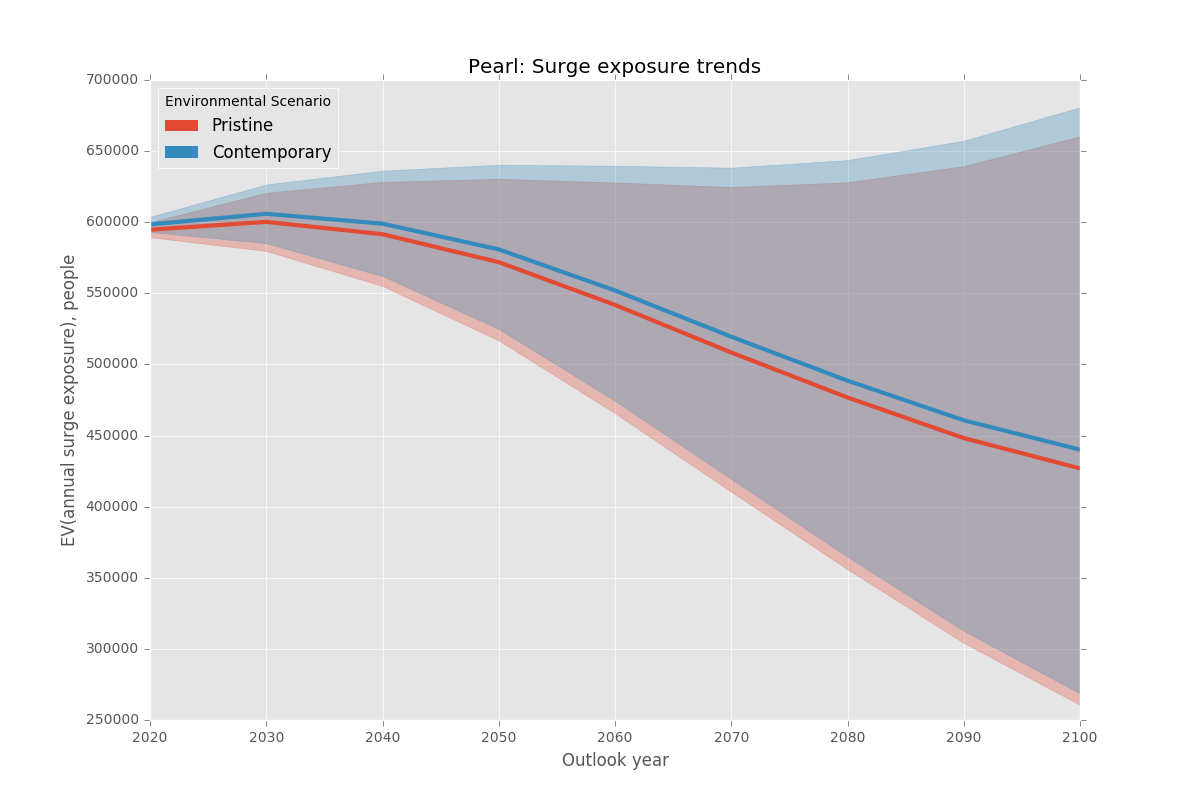 Pearl: Surge exposure trends
Environmental Scenario
Pristine
Contemporary
EV(annual surge exposure), people
700000
650000
600000
550000
500000
450000
400000
350000
300000
250000
2020 2030 2040 2050 2060 2070 2080 2090 2100
Outlook year